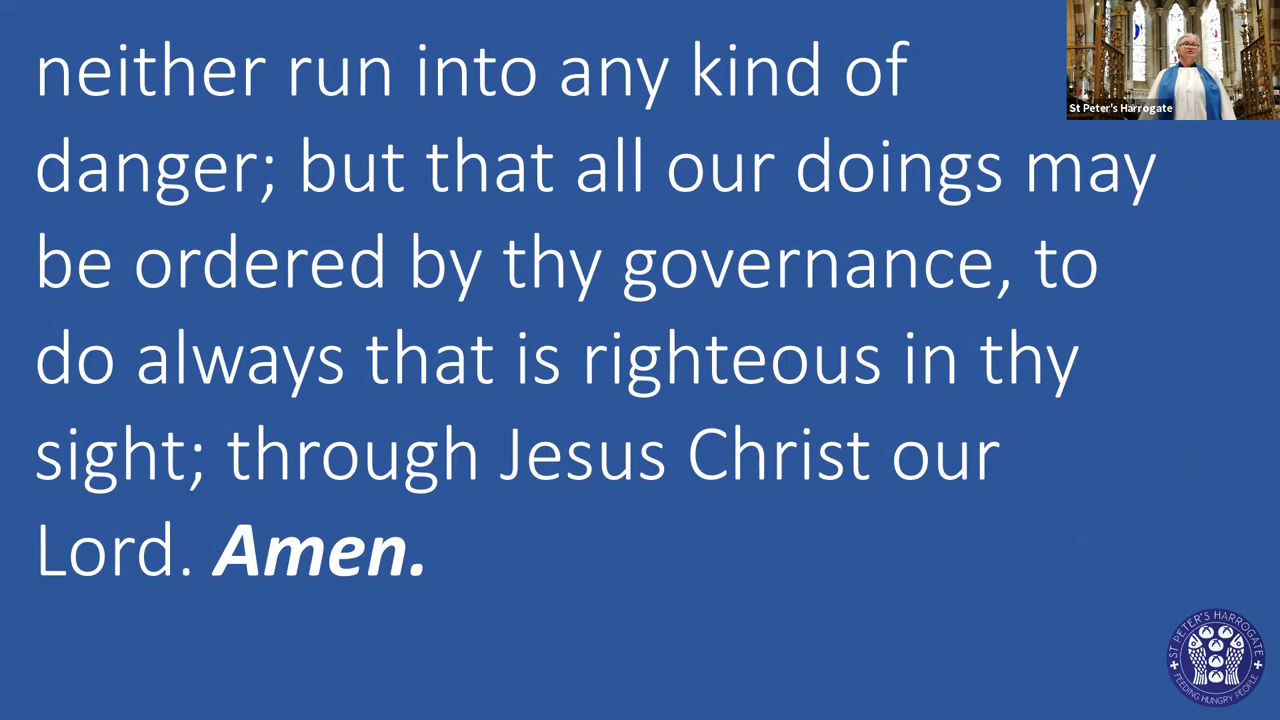 neither run into any kind of
danger; but that all our doings may
be ordered by thy governance, to
do always that is righteous in thy
sight; through Jesus Christ our
Lord. Amen.
St Peter's Harrogate
ST PETER'S HARROGATE
FEEDING HUNGRY PEOPLE